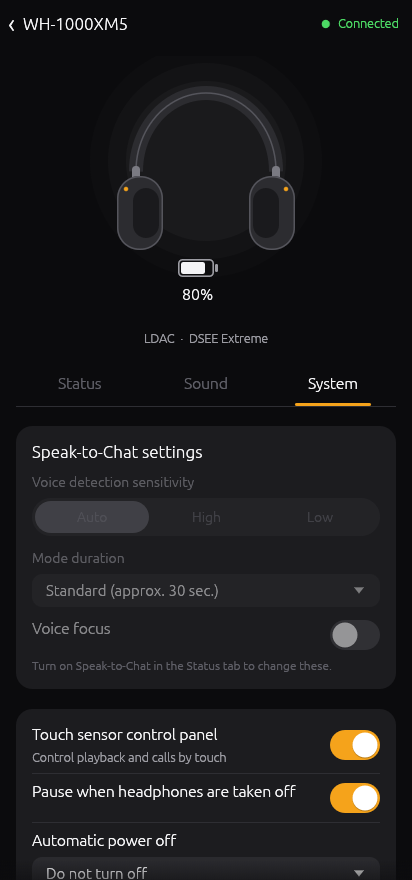 WH-1000XM5
Connected
80%
LDAC · DSEE Extreme
Status Sound System
Speak-to-Chat settings
Voice detection sensitivity
Auto High Low
Mode duration
Standard (approx. 30 sec.)
Voice focus
Turn on Speak-to-Chat in the Status tab to change these.
Touch sensor control panel
Control playback and calls by touch
Pause when headphones are taken off
Automatic power off
Do not turn off